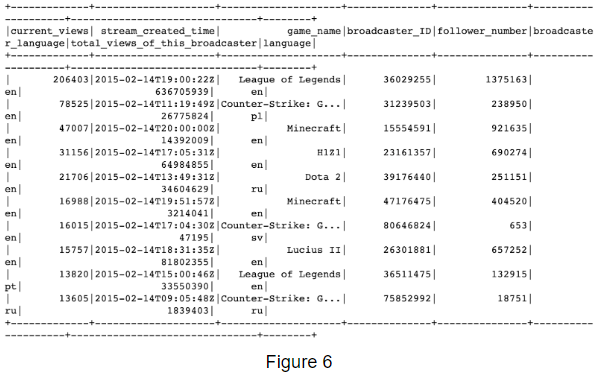 +-------------+--------------------+--------------------+--------------+---------------+-----------
----------+-------------------------------+--------+
|current_views| stream_created_time|           game_name|broadcaster_ID|follower_number|broadcaste
r_language|total_views_of_this_broadcaster|language|
+-------------+--------------------+--------------------+--------------+---------------+-----------
----------+-------------------------------+--------+
|       206403|2015-02-14T19:00:22Z|   League of Legends|      36029255|        1375163|
en|                      636705939|      en|
|        78525|2015-02-14T11:19:49Z|Counter-Strike: G...|      31239503|         238950|
en|                       26775824|      pl|
|        47007|2015-02-14T20:00:00Z|           Minecraft|      15554591|         921635|
en|                       14392009|      en|
|        31156|2015-02-14T17:05:31Z|                H1Z1|      23161357|         690274|
en|                       64984855|      en|
|        21706|2015-02-14T13:49:31Z|              Dota 2|      39176440|         251151|
en|                       34604629|      ru|
|        16988|2015-02-14T19:51:57Z|           Minecraft|      47176475|         404520|
en|                        3214041|      en|
|        16015|2015-02-14T17:04:30Z|Counter-Strike: G...|      80646824|            653|
en|                          47195|      sv|
|        15757|2015-02-14T18:31:35Z|           Lucius II|      26301881|         657252|
en|                       81802355|      en|
|        13820|2015-02-14T15:00:46Z|   League of Legends|      36511475|         132915|
pt|                       33550390|      en|
|        13605|2015-02-14T09:05:48Z|Counter-Strike: G...|      75852992|          18751|
ru|                        1839403|      ru|
+-------------+--------------------+--------------------+--------------+---------------+-----------
----------+-------------------------------+--------+
Figure 6